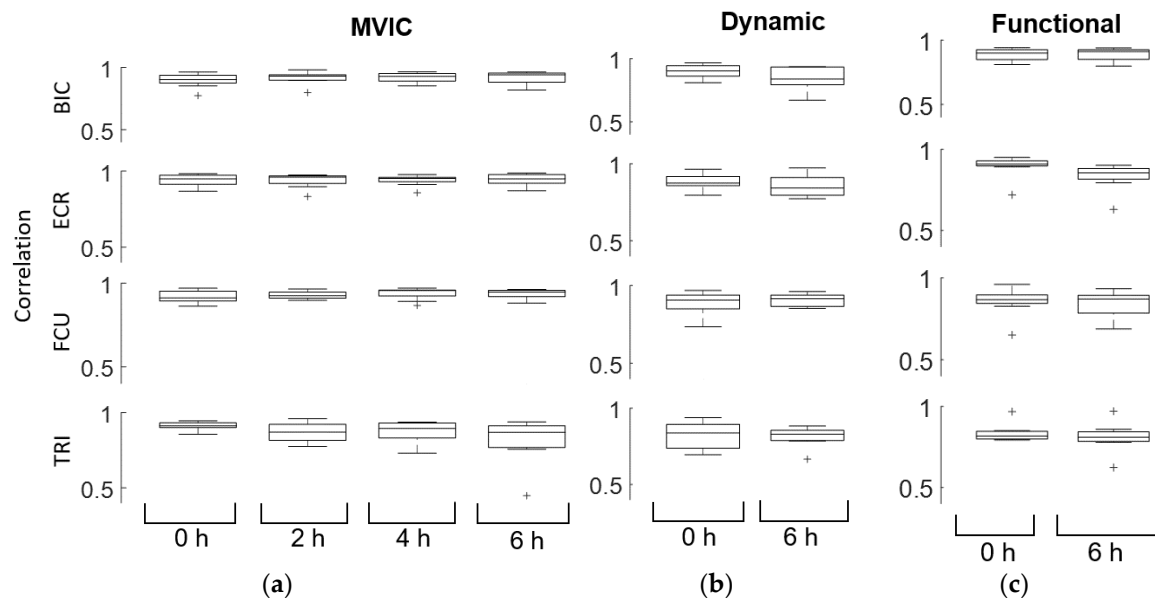 MVIC Dynamic Functional
BIC 1 1 1
0.5 0.5 0.5
ECR 1 1 1
0.5 0.5 0.5
Correlation
FCU 1 1 1
0.5 0.5 0.5
TRI 1 1 1
0.5 0.5 0.5
0 h 2 h 4 h 6 h 0 h 6 h 0 h 6 h
(a) (b) (c)